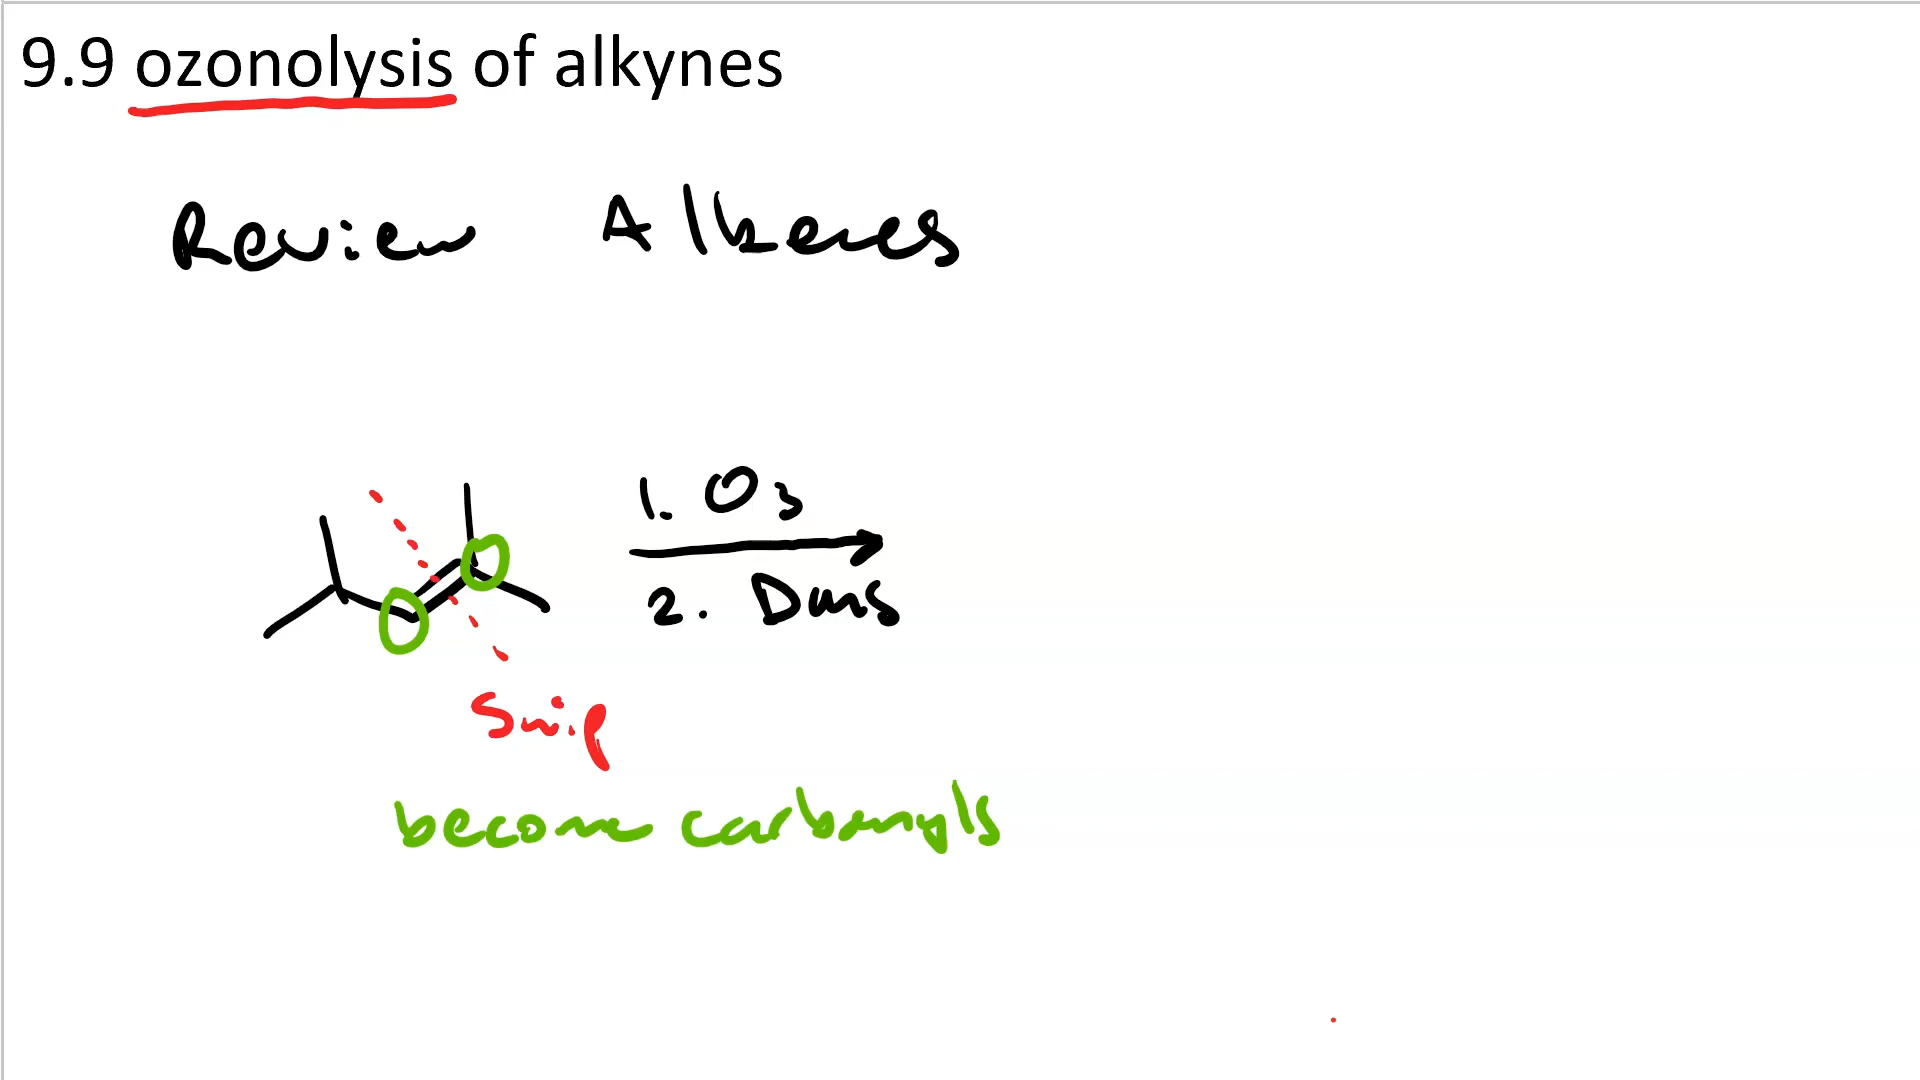 9.9 ozonolysis of alkynes
Review Alkenes
1. O3
2. DMS
Snip
become carbonyls